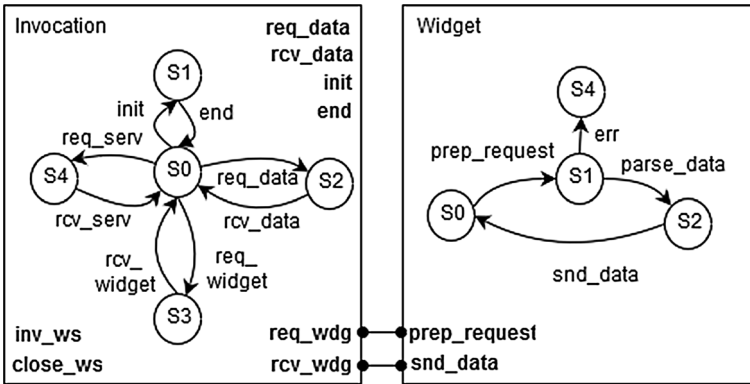 Invocation
req_data
rcv_data
init
end
S1
init
end
req_serv
S0
S4
req_data
S2
rcv_serv
rcv_data
rcv_
widget
req_
widget
S3
inv_ws
close_ws
req_wdg
rcv_wdg
Widget
S4
err
prep_request
S1
parse_data
S0
S2
snd_data
prep_request
snd_data